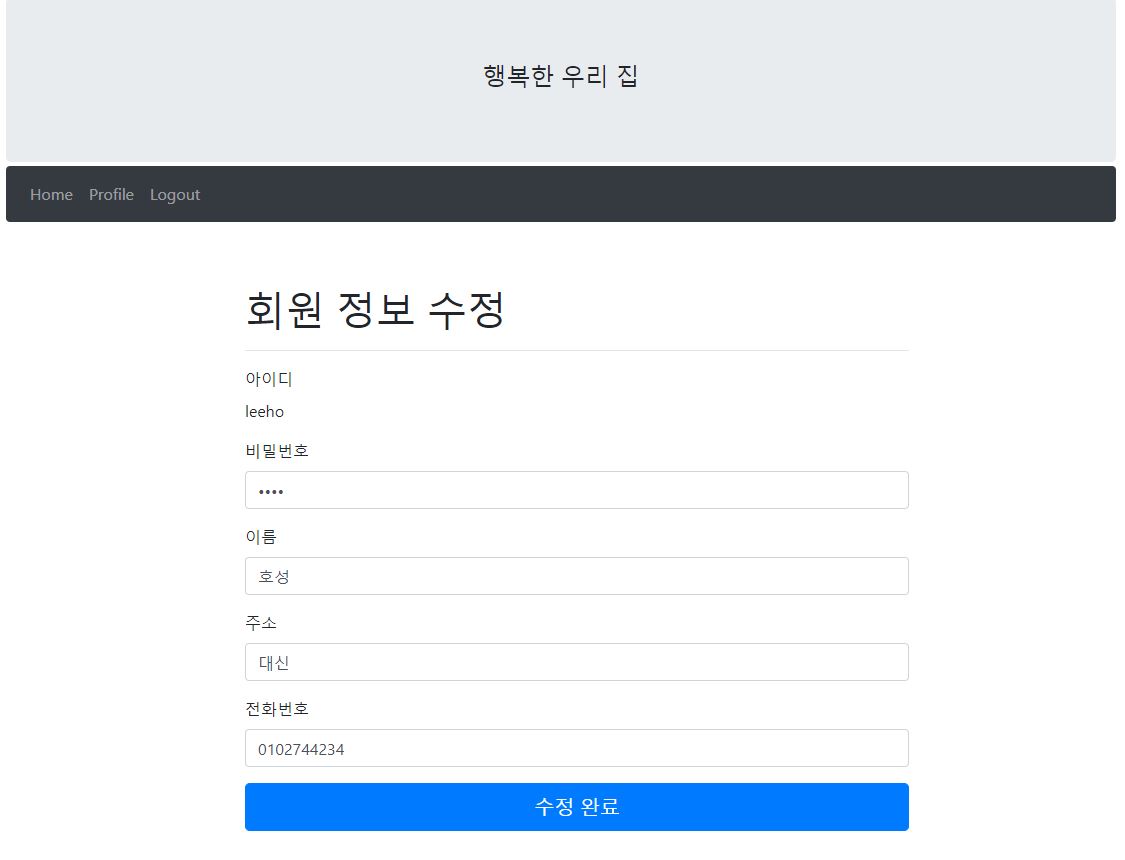 행복한 우리 집
Home Profile Logout
회원 정보 수정
아이디
leeho
비밀번호
••••
이름
호성
주소
대신
전화번호
0102744234
수정 완료